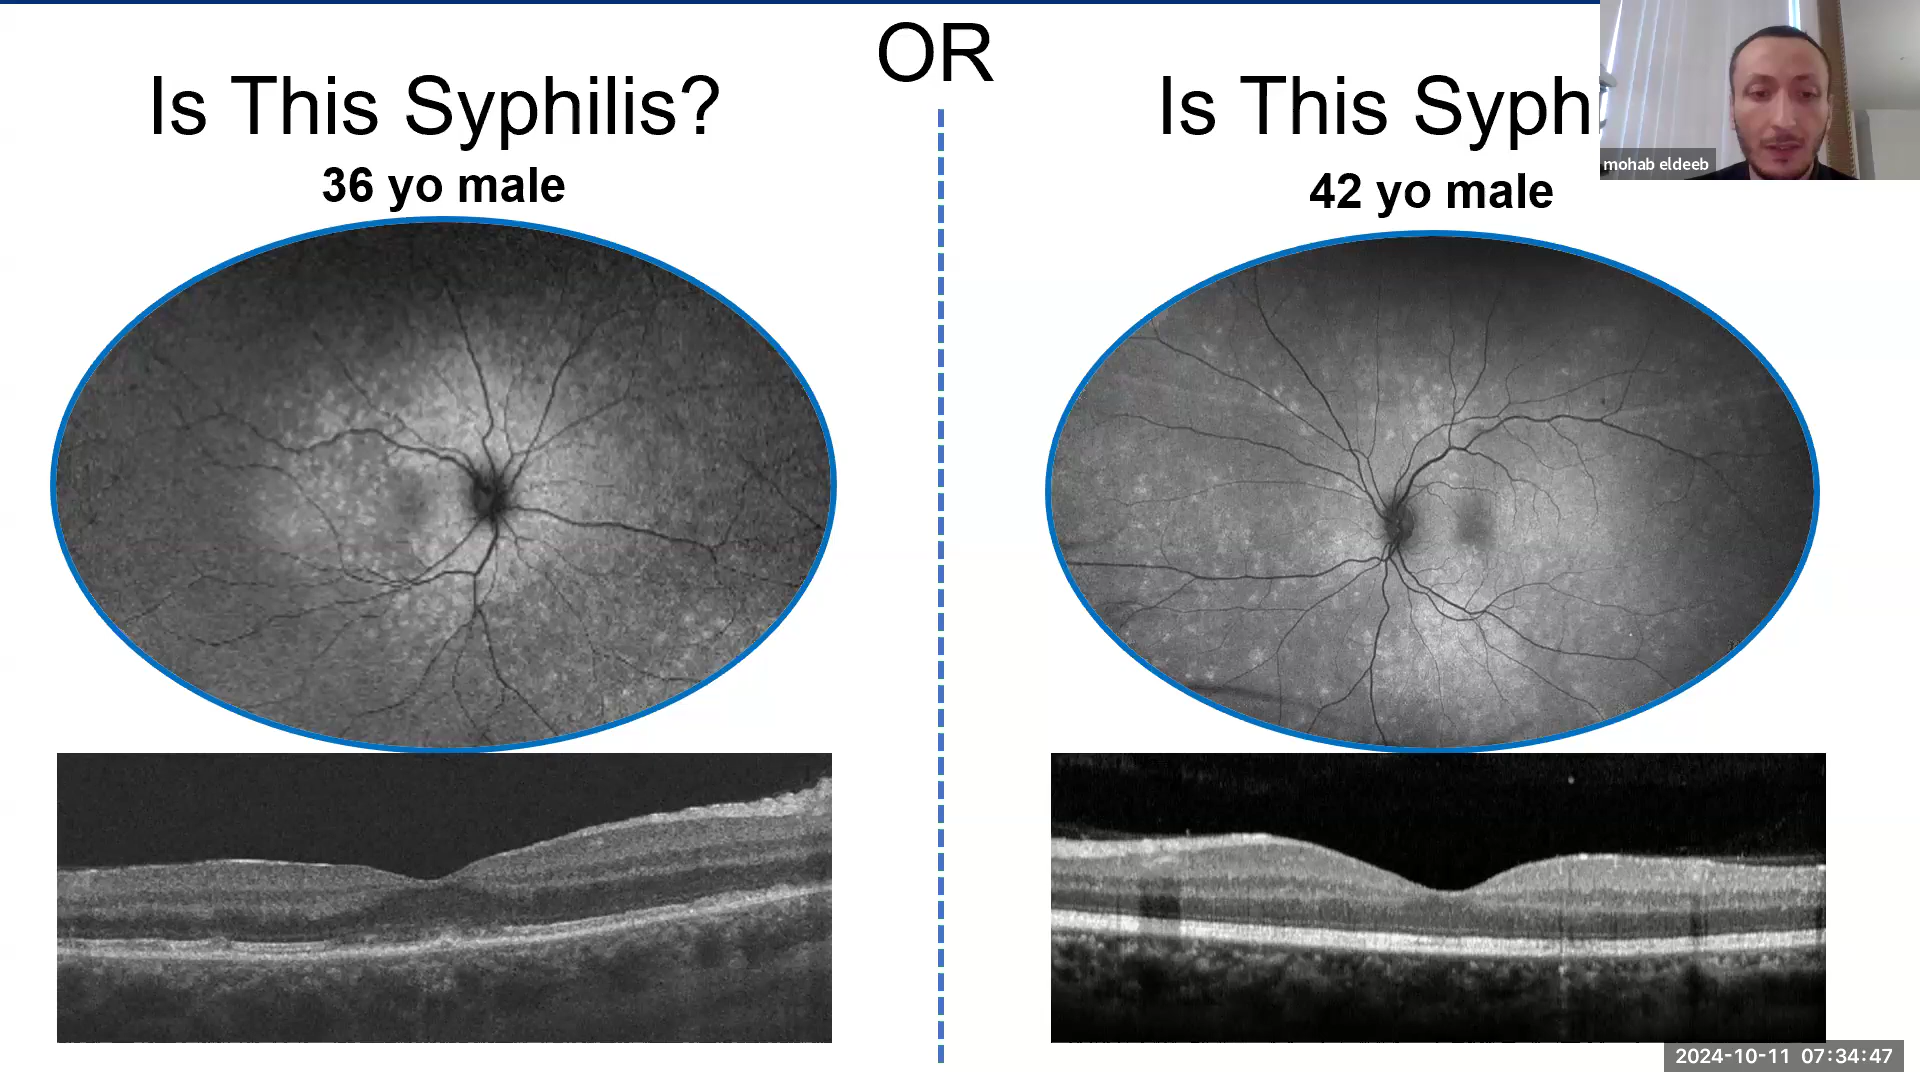 OR
Is This Syphilis?
36 yo male
Is This Syph
42 yo male
mohab eldeeb
2024-10-11 07:34:47